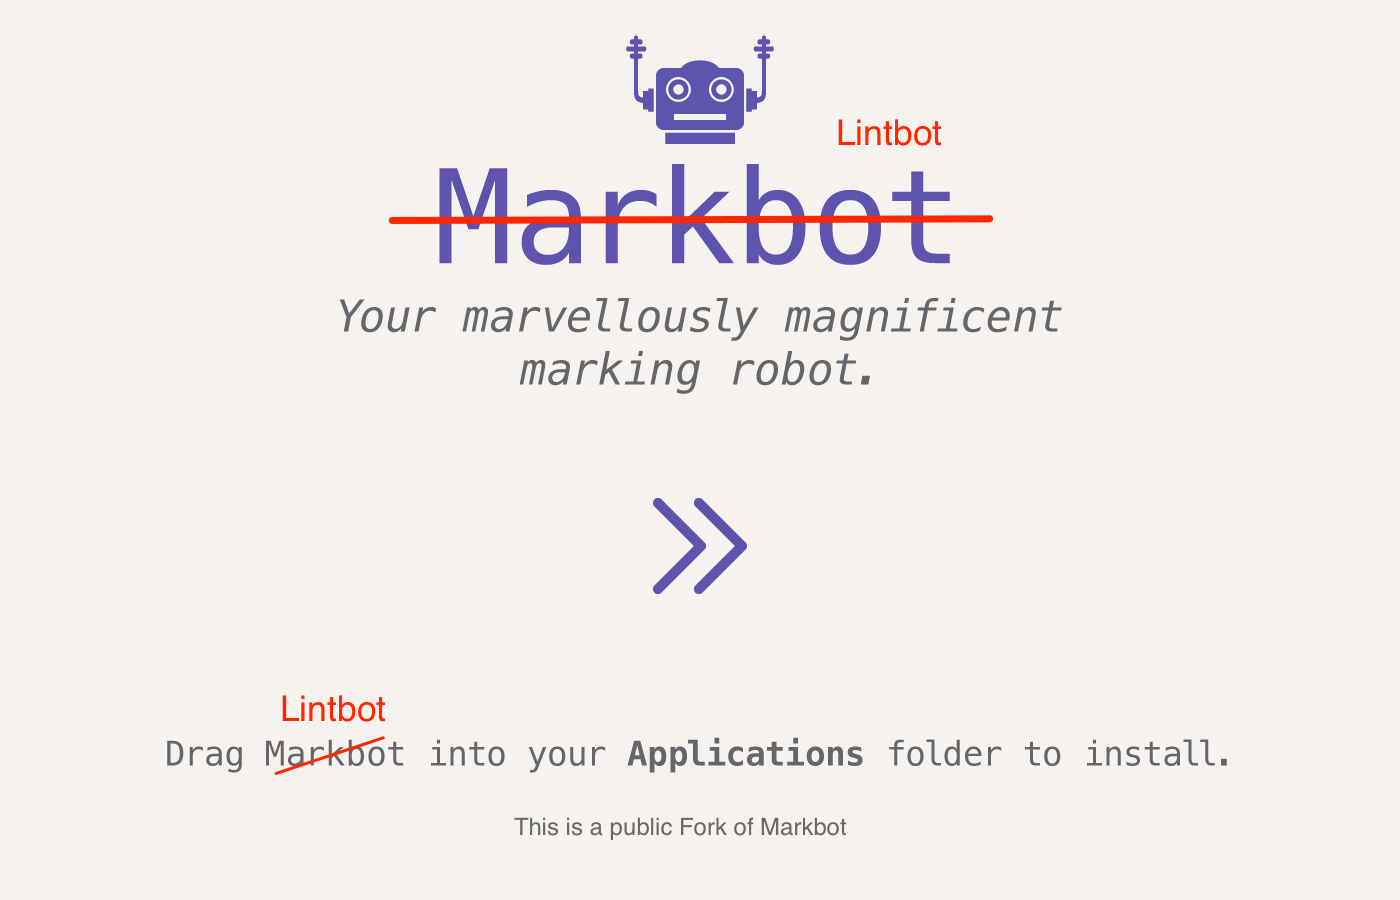 Lintbot
Markbot
Your marvellously magnificent
marking robot.
Lintbot
Drag Markbot into your Applications folder to install.
This is a public Fork of Markbot